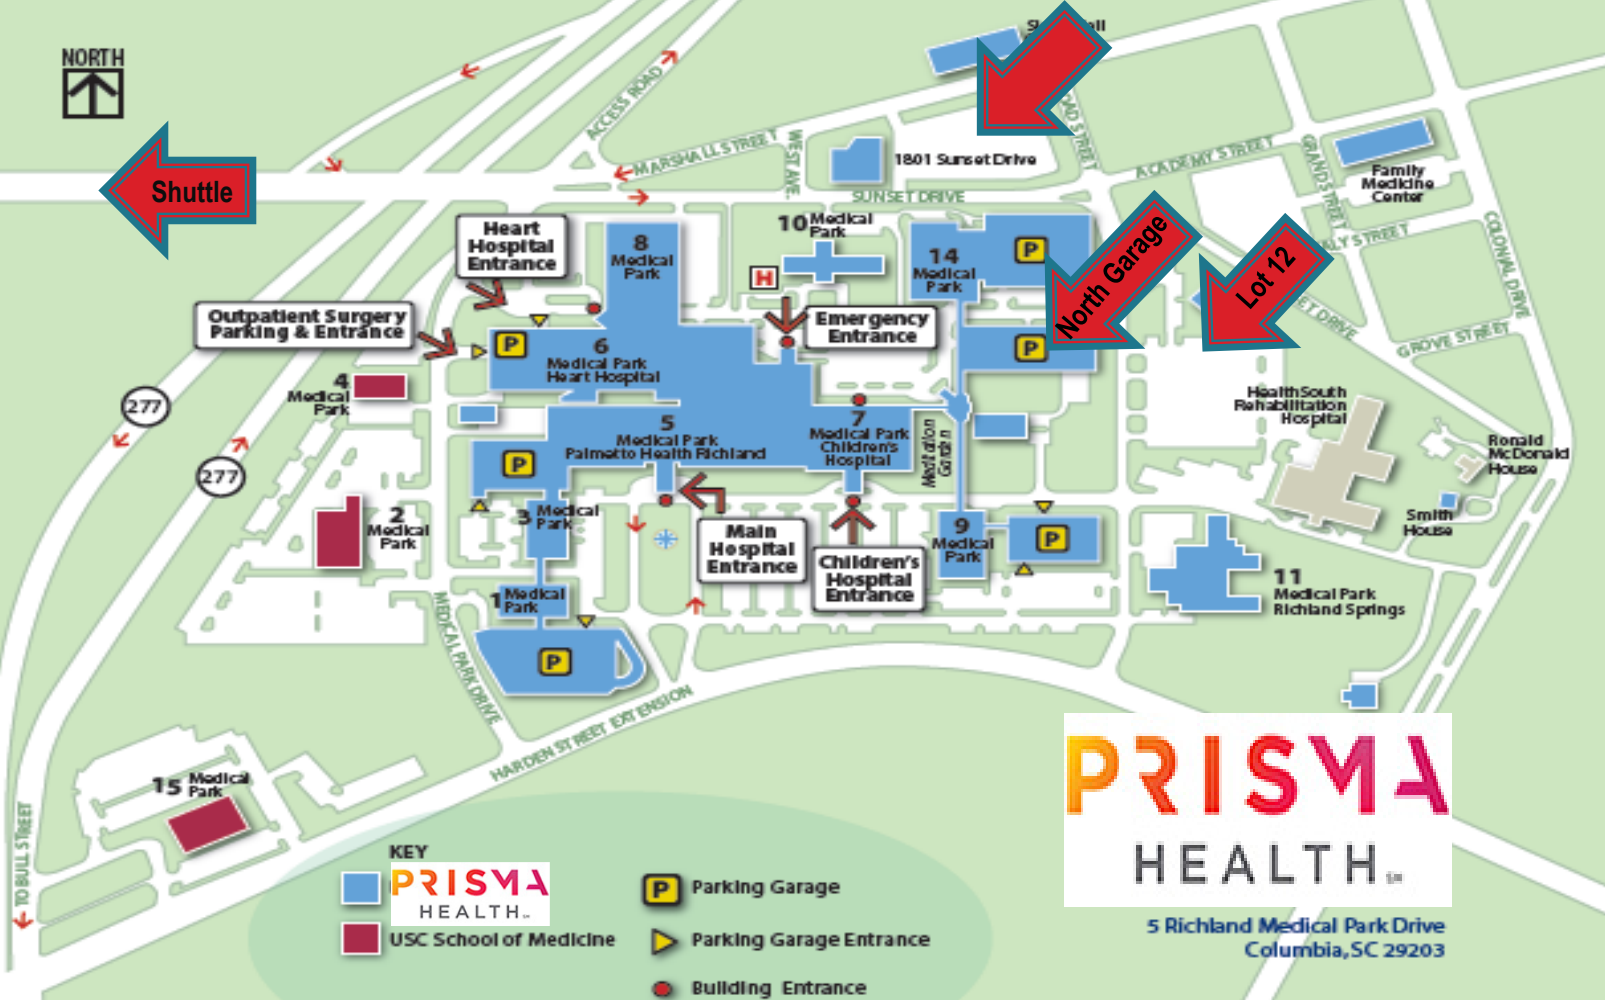 NORTH
Shuttle
ACCESS ROAD
MARSHALL STREET
WEST AVE.
1801 Sunset Drive
SUNSET DRIVE
ACADEMY STREET
Family
Medicine
Center
COLONIAL DRIVE
GROVE STREET
North Garage
Lot 12
Heart
Hospital
Entrance
8
Medical
Park
10 Medical
Park
H
14
Medical
Park
P
P
Outpatient Surgery
Parking & Entrance
P
6
Medical Park
Heart Hospital
Emergency
Entrance
4
Medical
Park
277
277
5
Medical Park
Palmetto Health Richland
7
Medical Park
Children's
Hospital
Meditation
Garden
HealthSouth
Rehabilitation
Hospital
Ronald
McDonald
House
Smith
House
P
2
Medical
Park
3 Medical
Park
Main
Hospital
Entrance
Children's
Hospital
Entrance
9
Medical
Park
P
11
Medical Park
Richland Springs
1 Medical
Park
P
MEDICAL PARK DRIVE
HARDEN STREET EXTENSION
15 Medical
Park
TO BULL STREET
KEY
PRISMA
HEALTH
USC School of Medicine
P Parking Garage
Parking Garage Entrance
Building Entrance
PRISMA
HEALTH SM
5 Richland Medical Park Drive
Columbia, SC 29203